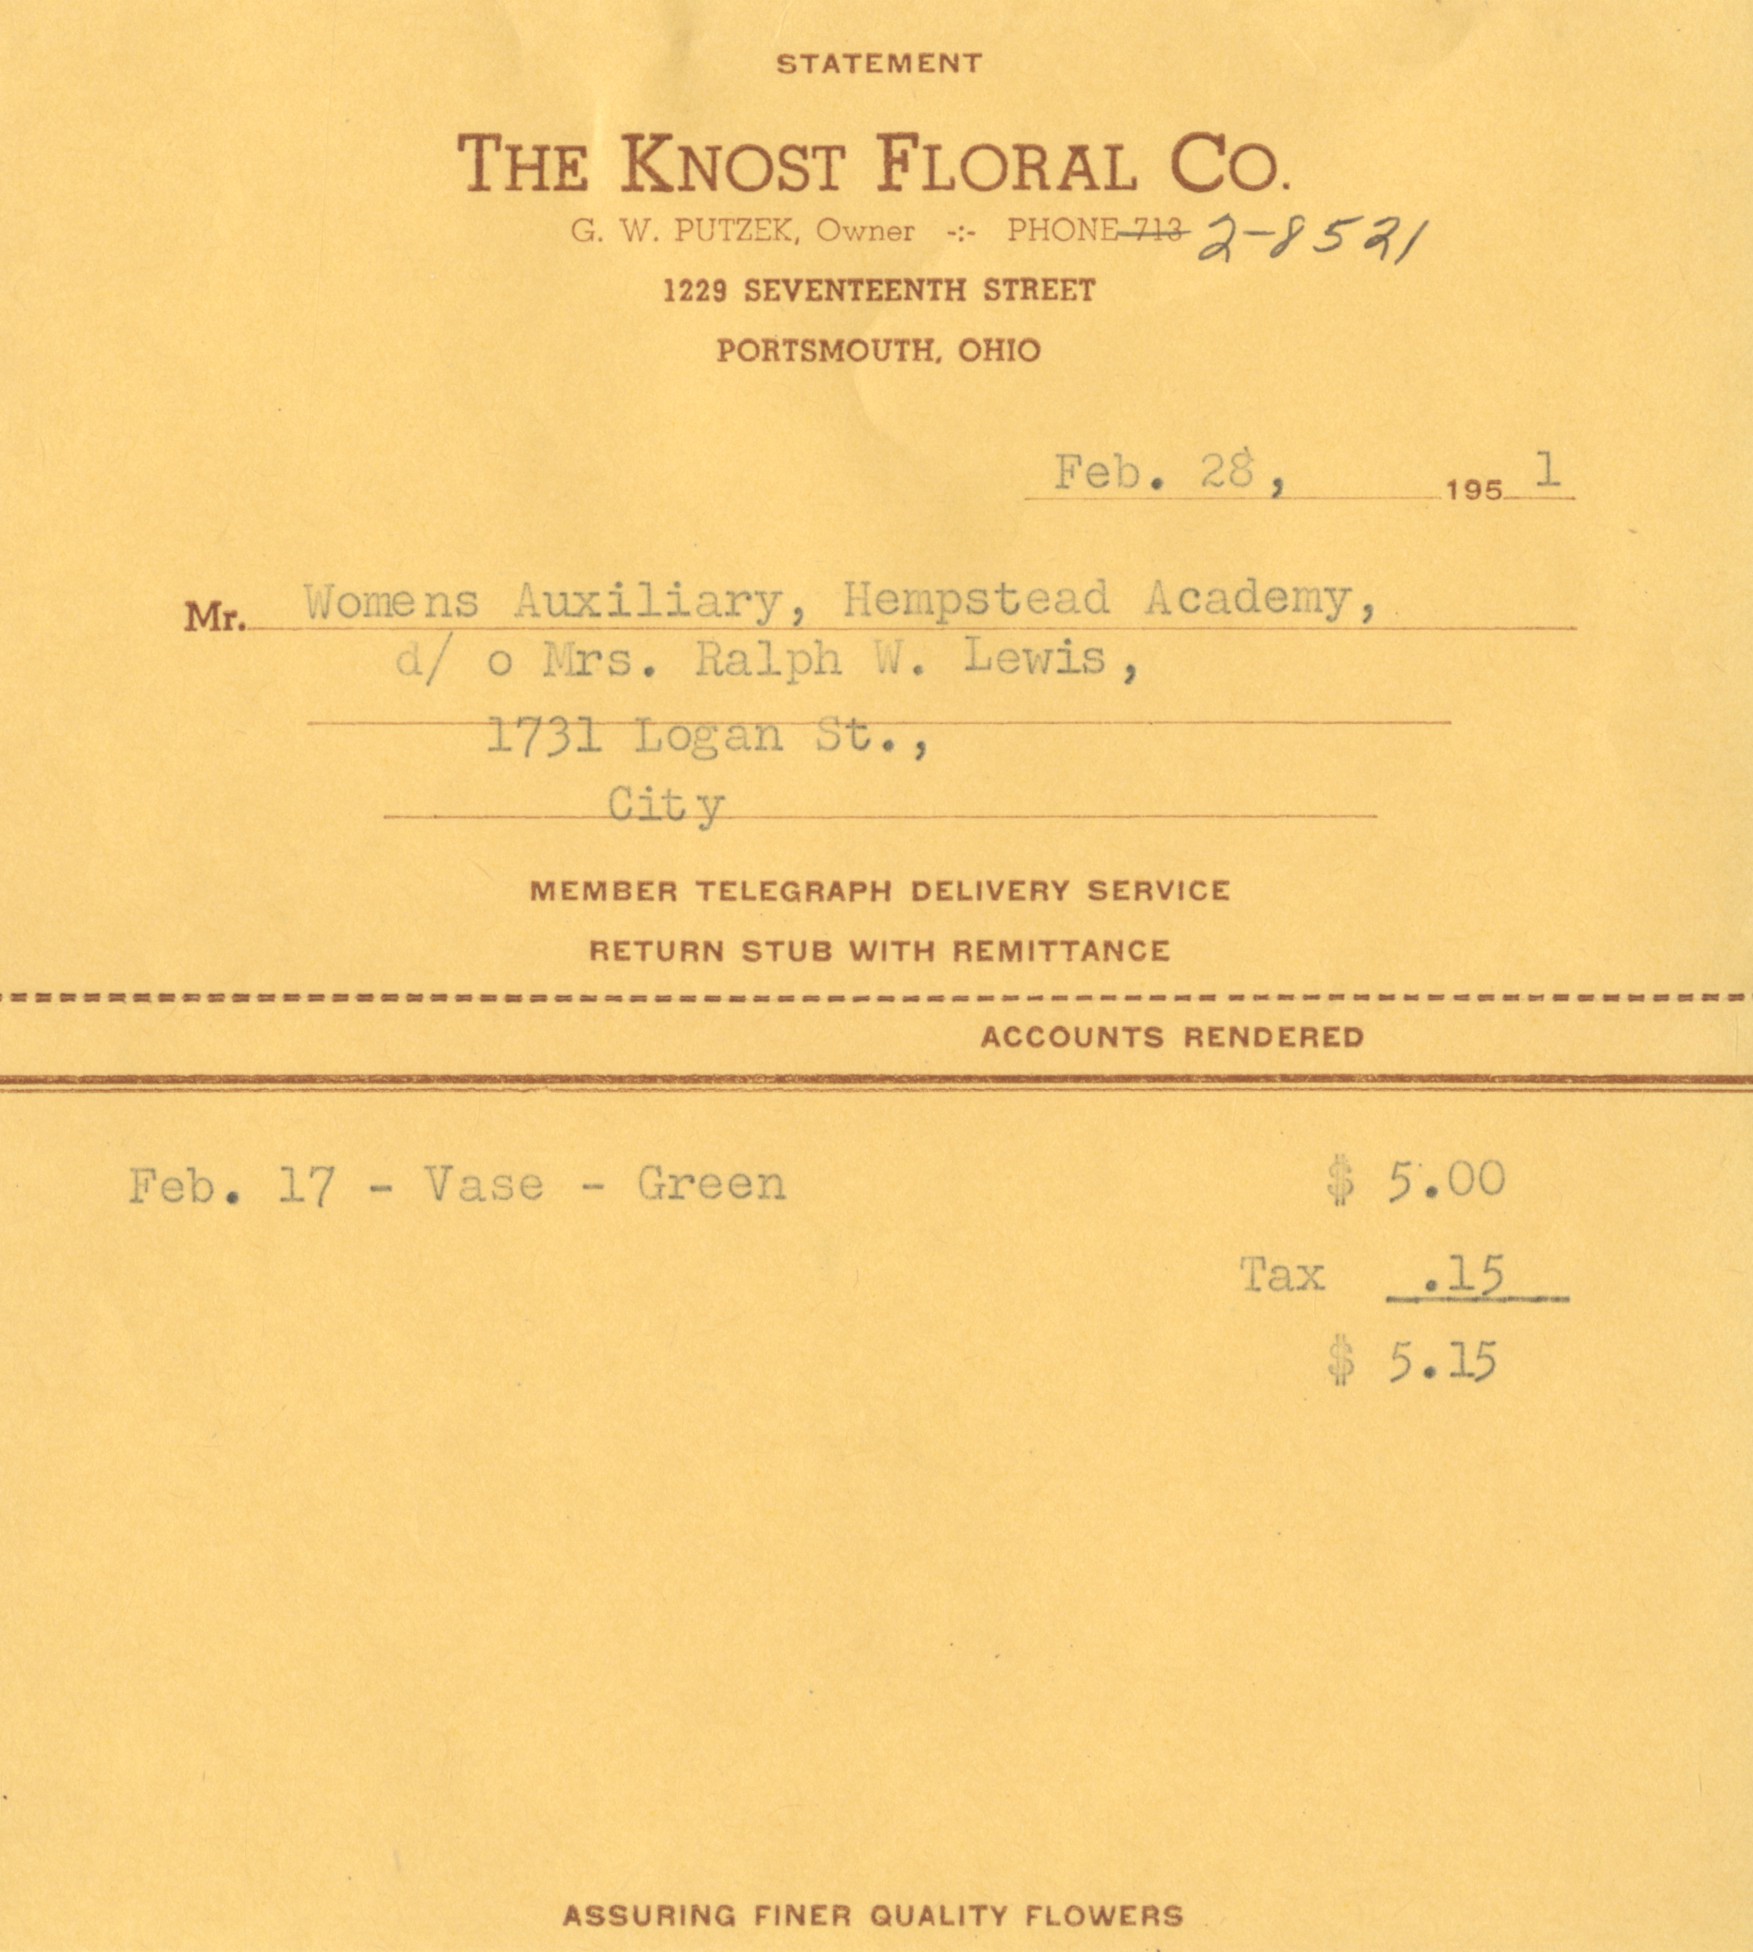 STATEMENT
THE KNOST FLORAL CO.
G. W. PUTZEK, Owner -:- PHONE 713 2-8521
1229 SEVENTEENTH STREET
PORTSMOUTH, OHIO
Feb. 28, 195 1
Mr. Womens Auxiliary, Hempstead Academy,
d/ o Mrs. Ralph W. Lewis,
1731 Logan St.,
City
MEMBER TELEGRAPH DELIVERY SERVICE
RETURN STUB WITH REMITTANCE
ACCOUNTS RENDERED
Feb. 17 - Vase - Green $ 5.00
Tax .15
$ 5.15
ASSURING FINER QUALITY FLOWERS